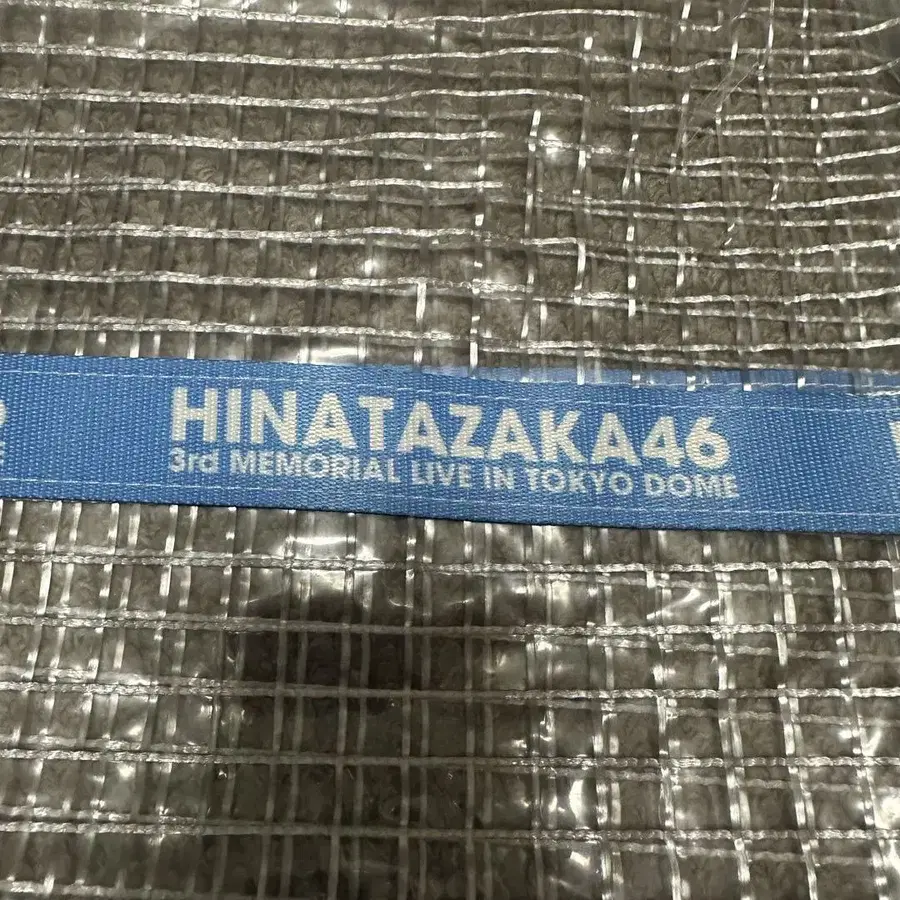 HINATAZAKA46
3rd MEMORIAL LIVE IN TOKYO DOME